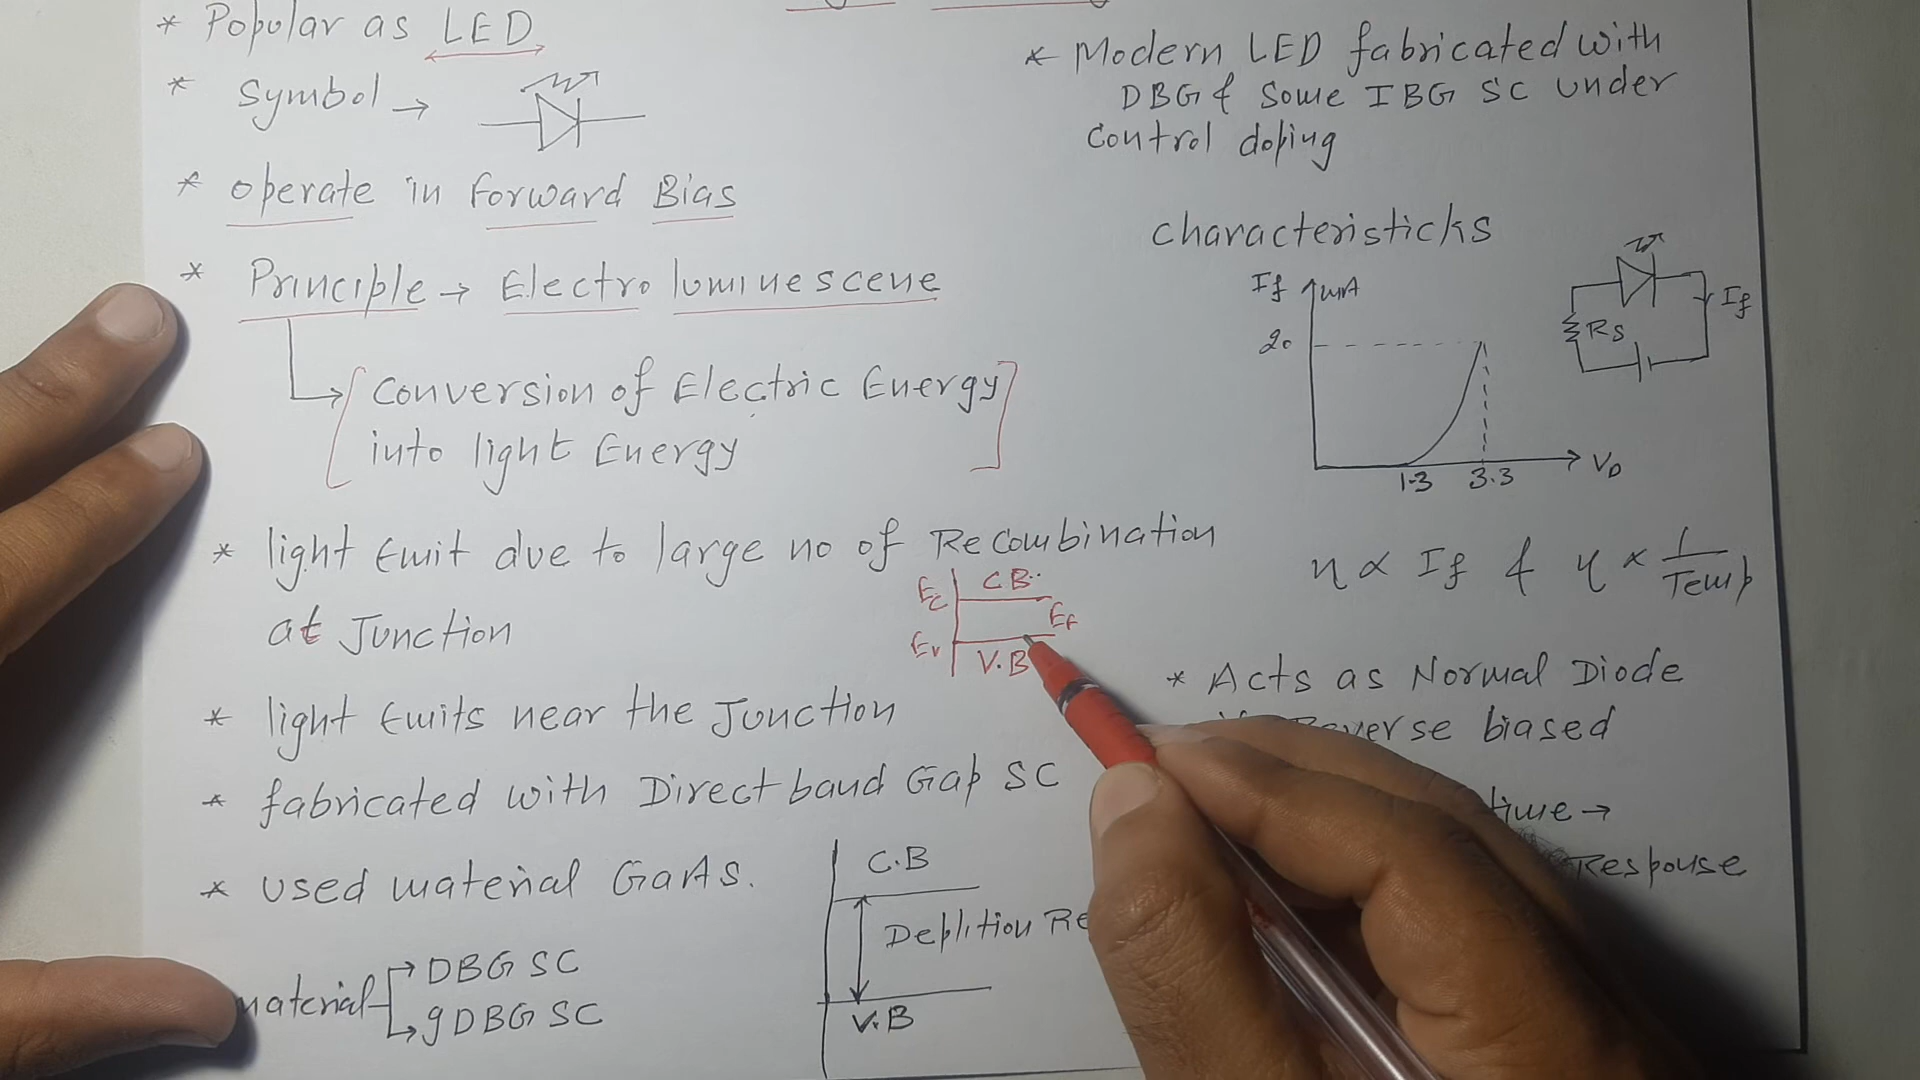 * Popular as LED
* Symbol →
* operate in forward Bias
* Principle → Electro luminuescene
→ Conversion of Electric Energy
into light Energy
* light Emit due to large no of Recombination
at Junction
Ec C.B..
EF
Ev V.B
* light Emits near the Junction
* fabricated with Direct band Gap SC
* used material GaAs.
C.B
Deplition Re
V.B
material → DBG SC
→ gDBG SC
* Modern LED fabricated with
DBG & Some IBG SC under
Control doping
characteristicks
If mA
20
1.3 3.3 VD
Rs If
η ∝ If & η ∝ 1/Temp
* Acts as Normal Diode
biased
time →
Response